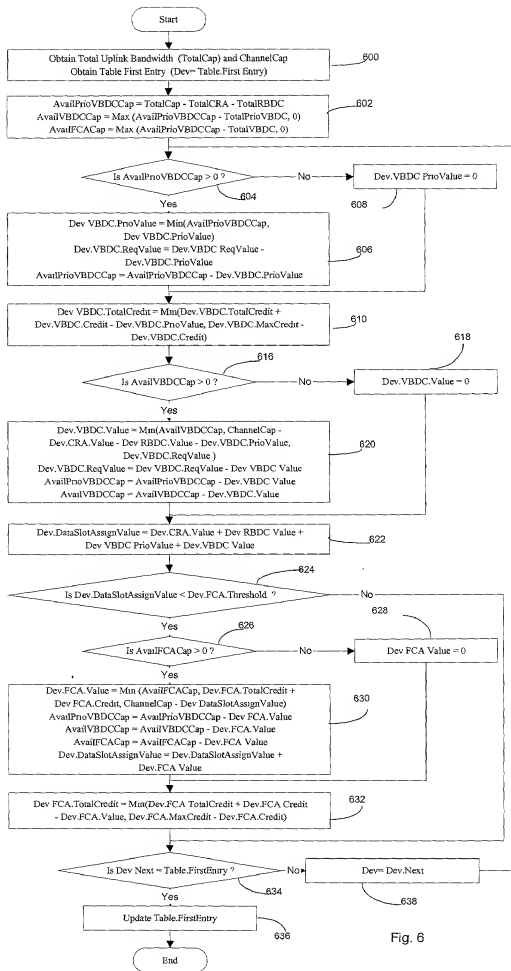 Start
Obtain Total Uplink Bandwidth (TotalCap) and ChannelCap
Obtain Table First Entry (Dev= Table.First Entry)
600
AvailPrioVBDCCap = TotalCap - TotalCRA - TotalRBDC
AvailVBDCCap = Max (AvailPrioVBDCCap - TotalPrioVBDC, 0)
AvailFCACap = Max (AvailPrioVBDCCap - TotalVBDC, 0)
602
Is AvailPrioVBDCCap > 0 ?
No
Dev.VBDC PrioValue = 0
604
608
Yes
Dev VBDC.PrioValue = Min(AvailPrioVBDCCap,
Dev VBDC.PrioValue)
Dev.VBDC.ReqValue = Dev.VBDC ReqValue -
Dev.VBDC.PrioValue
AvailPrioVBDCCap = AvailPrioVBDCCap - Dev.VBDC.PrioValue
606
Dev VBDC.TotalCredit = Min(Dev.VBDC.TotalCredit +
Dev.VBDC.Credit - Dev.VBDC.PrioValue, Dev.VBDC.MaxCredit -
Dev.VBDC.Credit)
610
616
618
Is AvailVBDCCap > 0 ?
No
Dev.VBDC.Value = 0
Yes
Dev.VBDC.Value = Min(AvailVBDCCap, ChannelCap -
Dev.CRA.Value - Dev RBDC.Value - Dev.VBDC.PrioValue,
Dev.VBDC.ReqValue )
Dev.VBDC.ReqValue = Dev VBDC.ReqValue - Dev VBDC Value
AvailPrioVBDCCap = AvailPrioVBDCCap - Dev.VBDC Value
AvailVBDCCap = AvailVBDCCap - Dev.VBDC.Value
620
Dev.DataSlotAssignValue = Dev.CRA.Value + Dev RBDC Value +
Dev VBDC PrioValue + Dev.VBDC Value
622
624
Is Dev.DataSlotAssignValue < Dev.FCA.Threshold ?
No
Yes
626
628
Is AvailFCACap > 0 ?
No
Dev FCA Value = 0
Yes
Dev.FCA.Value = Min (AvailFCACap, Dev.FCA.TotalCredit +
Dev FCA.Credit, ChannelCap - Dev DataSlotAssignValue)
AvailPrioVBDCCap = AvailPrioVBDCCap - Dev FCA.Value
AvailVBDCCap = AvailVBDCCap - Dev.FCA.Value
AvailFCACap = AvailFCACap - Dev.FCA Value
Dev.DataSlotAssignValue = Dev.DataSlotAssignValue +
Dev.FCA Value
630
Dev FCA.TotalCredit = Min(Dev.FCA TotalCredit + Dev.FCA Credit
- Dev.FCA.Value, Dev.FCA.MaxCredit - Dev.FCA.Credit)
632
Is Dev Next = Table.FirstEntry ?
No
Dev= Dev.Next
634
638
Yes
Update Table.FirstEntry
636
End
Fig. 6